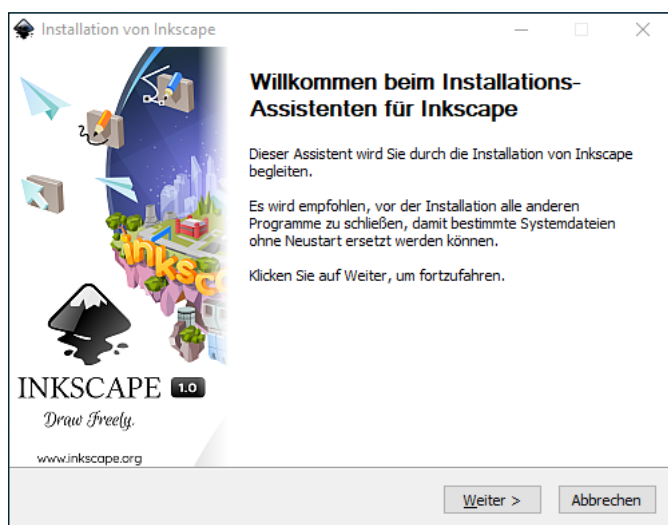 Installation von Inkscape
Willkommen beim Installations-
Assistenten für Inkscape
Dieser Assistent wird Sie durch die Installation von Inkscape
begleiten.
Es wird empfohlen, vor der Installation alle anderen
Programme zu schließen, damit bestimmte Systemdateien
ohne Neustart ersetzt werden können.
Klicken Sie auf Weiter, um fortzufahren.
inksc
INKSCAPE 1.0
Draw Freely.
www.inkscape.org
Weiter >
Abbrechen